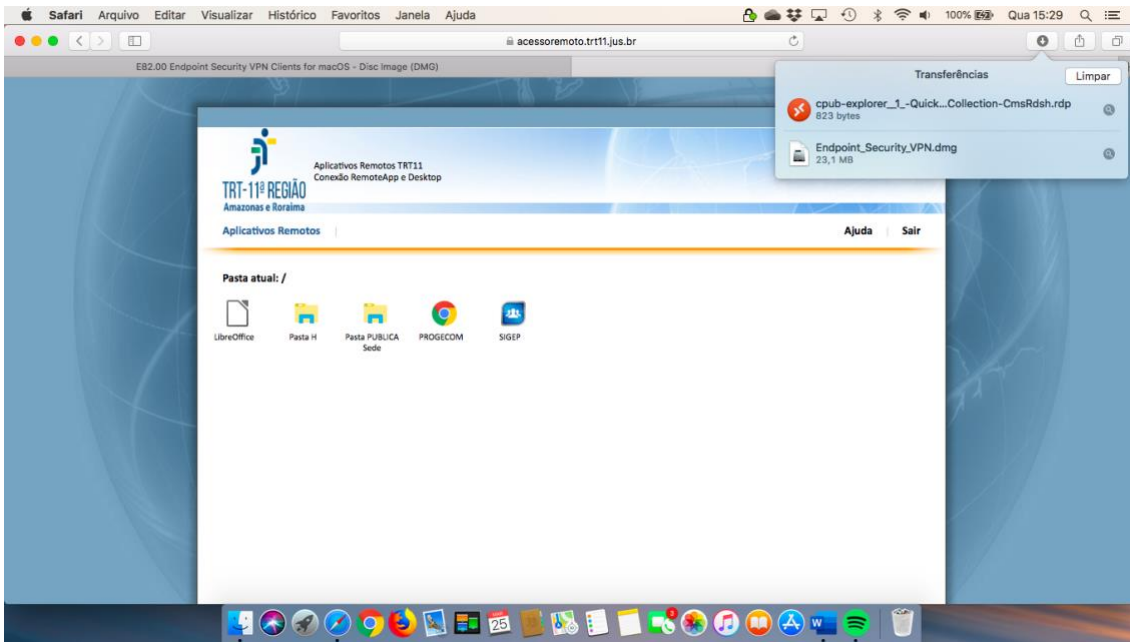 Safari Arquivo Editar Visualizar Histórico Favoritos Janela Ajuda 100% Qua 15:29
acessoremoto.trt11.jus.br
E82.00 Endpoint Security VPN Clients for macOS - Disc Image (DMG)
Transferências Limpar
cpub-explorer__1_-Quick...Collection-CmsRdsh.rdp
823 bytes
Endpoint_Security_VPN.dmg
23,1 MB
TRT-11ª REGIÃO
Amazonas e Roraima
Aplicativos Remotos TRT11
Conexão RemoteApp e Desktop
Aplicativos Remotos Ajuda Sair
Pasta atual: /
LibreOffice Pasta H Pasta PUBLICA Sede PROGECOM SIGEP
25
W